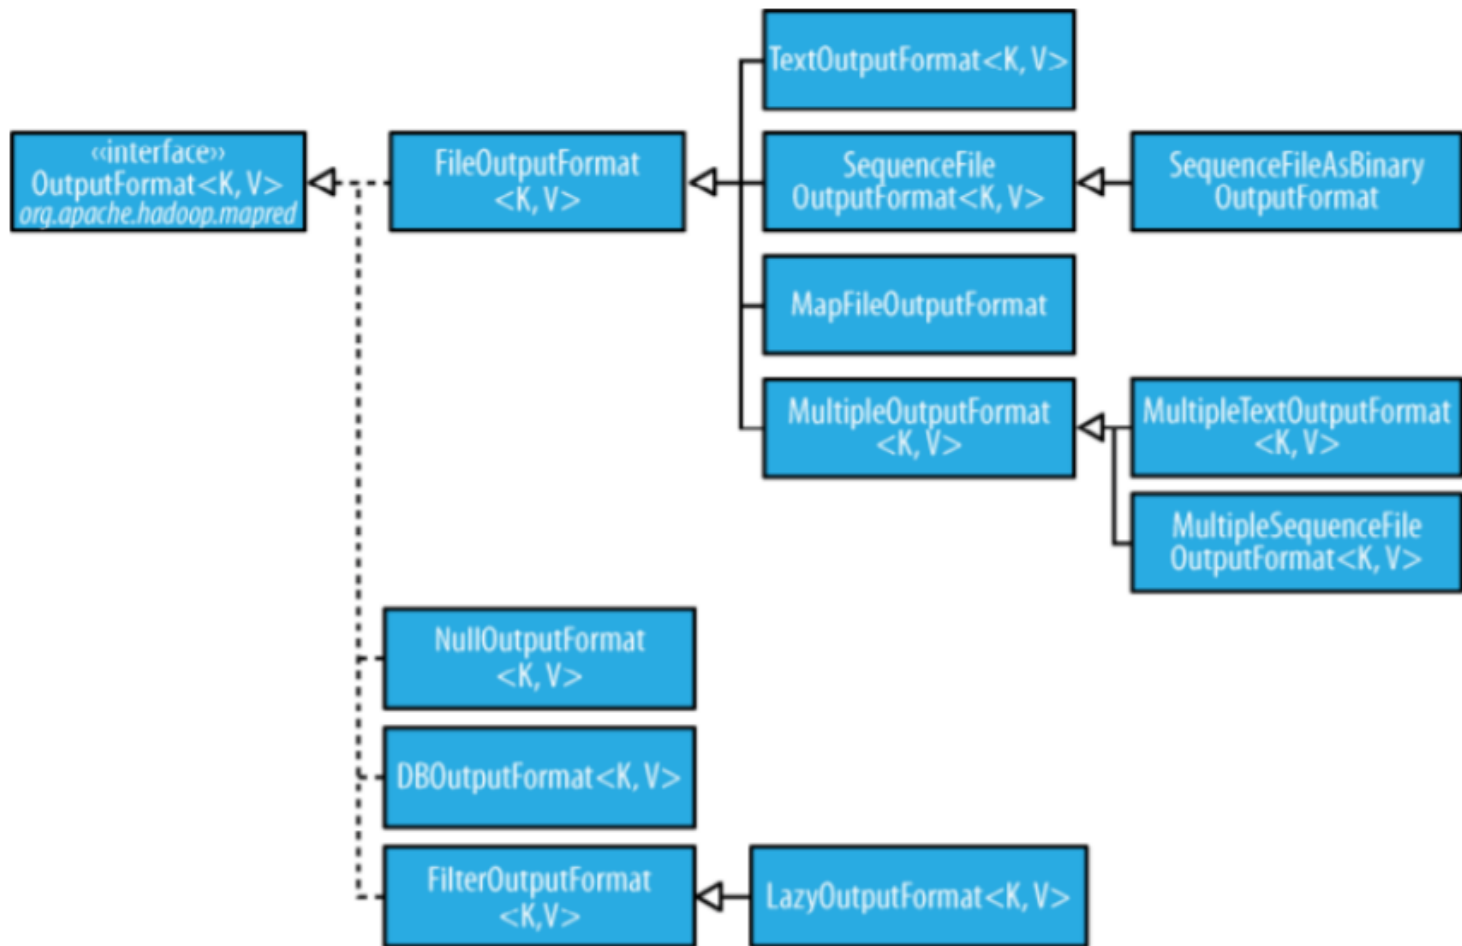 TextOutputFormat<K, V>
«interface»
OutputFormat<K, V>
org.apache.hadoop.mapred
FileOutputFormat
<K, V>
SequenceFile
OutputFormat<K, V>
SequenceFileAsBinary
OutputFormat
MapFileOutputFormat
MultipleOutputFormat
<K, V>
MultipleTextOutputFormat
<K, V>
MultipleSequenceFile
OutputFormat<K, V>
NullOutputFormat
<K, V>
DBOutputFormat<K, V>
FilterOutputFormat
<K,V>
LazyOutputFormat<K, V>